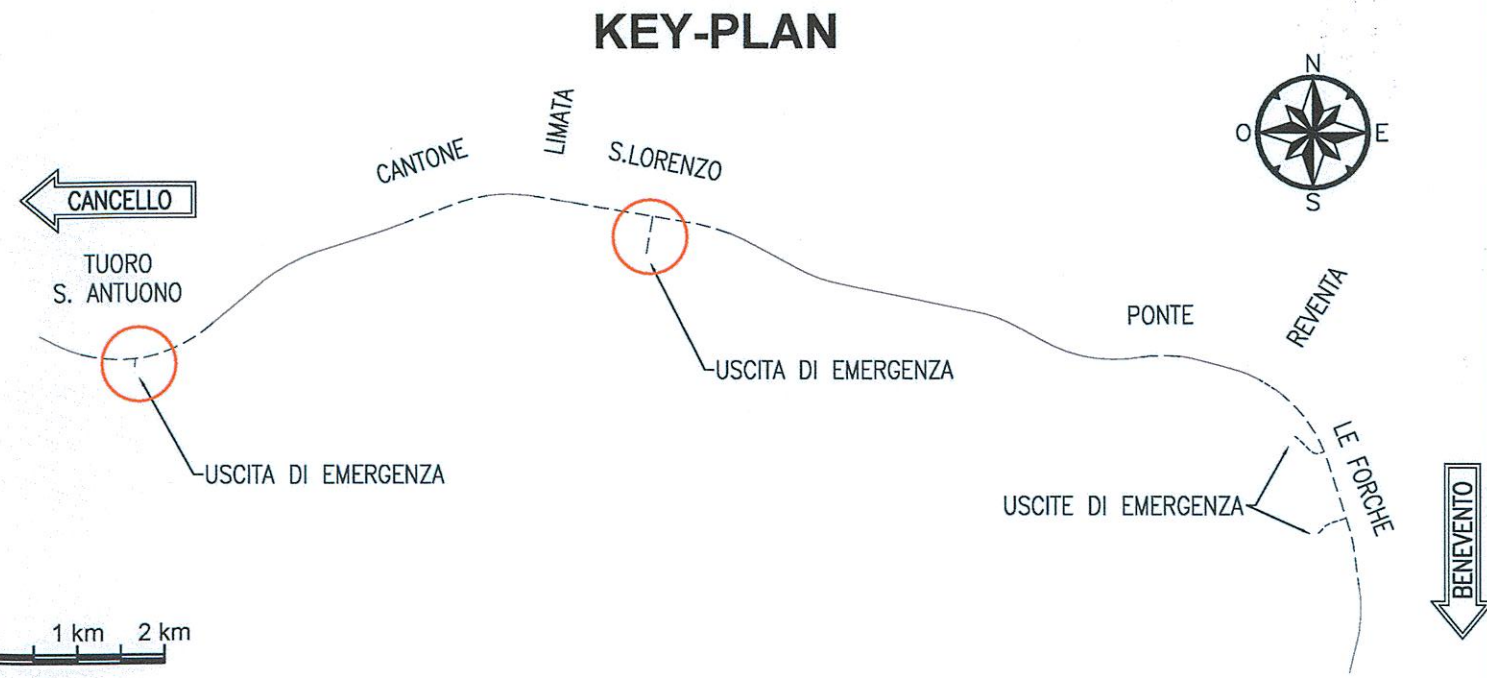 KEY-PLAN
N
O
E
S
CANCELLO
CANTONE
LIMATA
S.LORENZO
TUORO
S. ANTUONO
PONTE
REVENTA
USCITA DI EMERGENZA
USCITA DI EMERGENZA
LE FORCHE
USCITE DI EMERGENZA
BENEVENTO
1 km 2 km